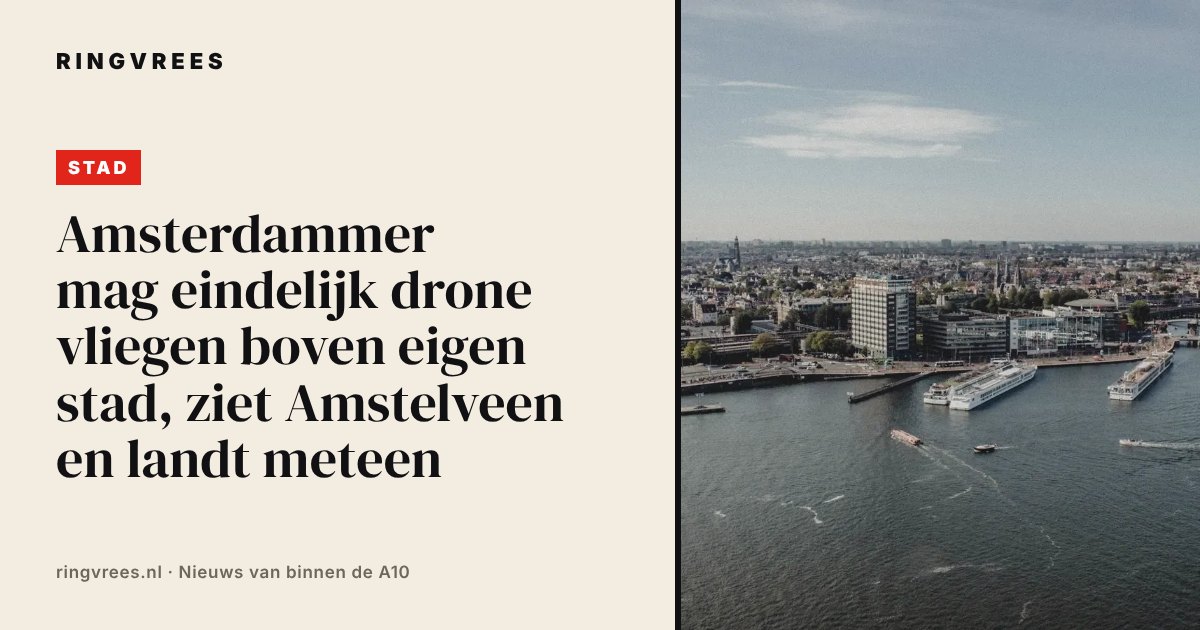 RINGVREES
STAD
Amsterdammer
mag eindelijk drone
vliegen boven eigen
stad, ziet Amstelveen
en landt meteen
ringvrees.nl · Nieuws van binnen de A10